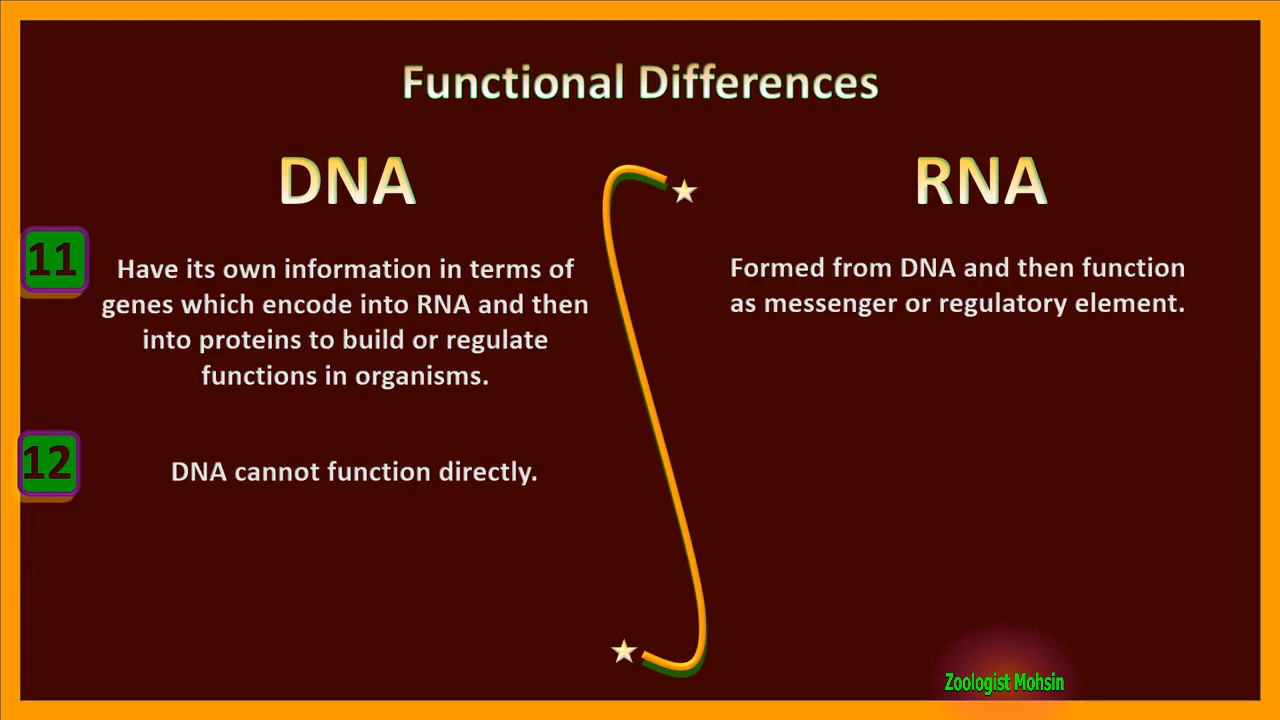 Functional Differences
DNA
RNA
11
Have its own information in terms of
genes which encode into RNA and then
into proteins to build or regulate
functions in organisms.
Formed from DNA and then function
as messenger or regulatory element.
12
DNA cannot function directly.
Zoologist Mohsin